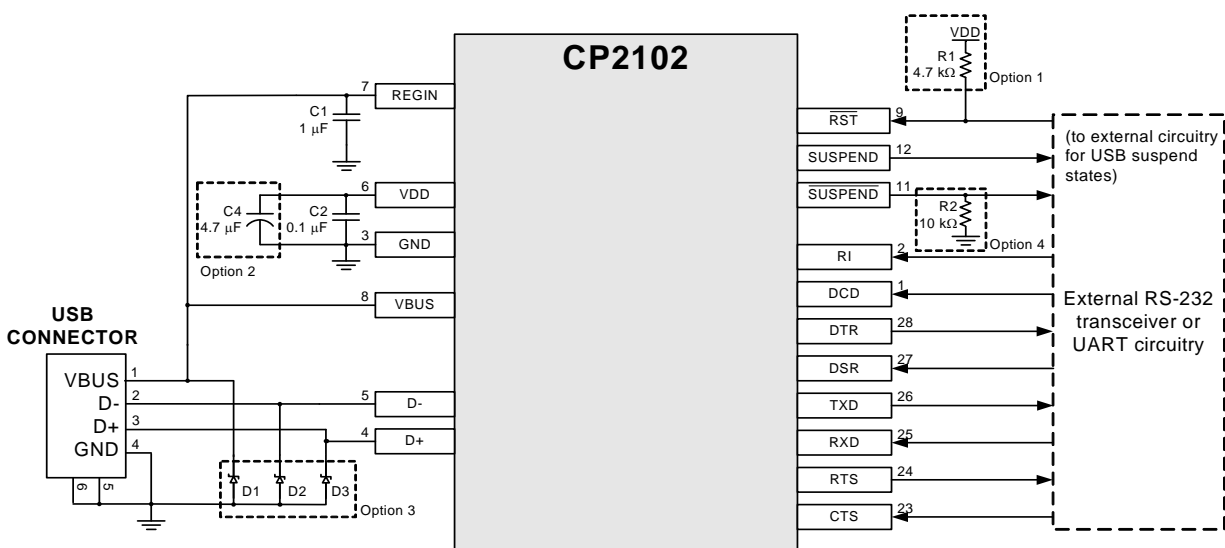 CP2102
VDD
R1
4.7 kΩ
Option 1
7
REGIN
C1
1 μF
9
RST
(to external circuitry
for USB suspend
states)
12
SUSPEND
6
VDD
11
SUSPEND
C4
4.7 μF
C2
0.1 μF
R2
10 kΩ
3
GND
Option 2
Option 4
2
RI
8
VBUS
1
DCD
External RS-232
transceiver or
UART circuitry
USB
CONNECTOR
28
DTR
27
DSR
VBUS
1
D-
2
D+
3
GND
4
5
D-
26
TXD
4
D+
25
RXD
6
5
D1
D2
D3
Option 3
24
RTS
23
CTS